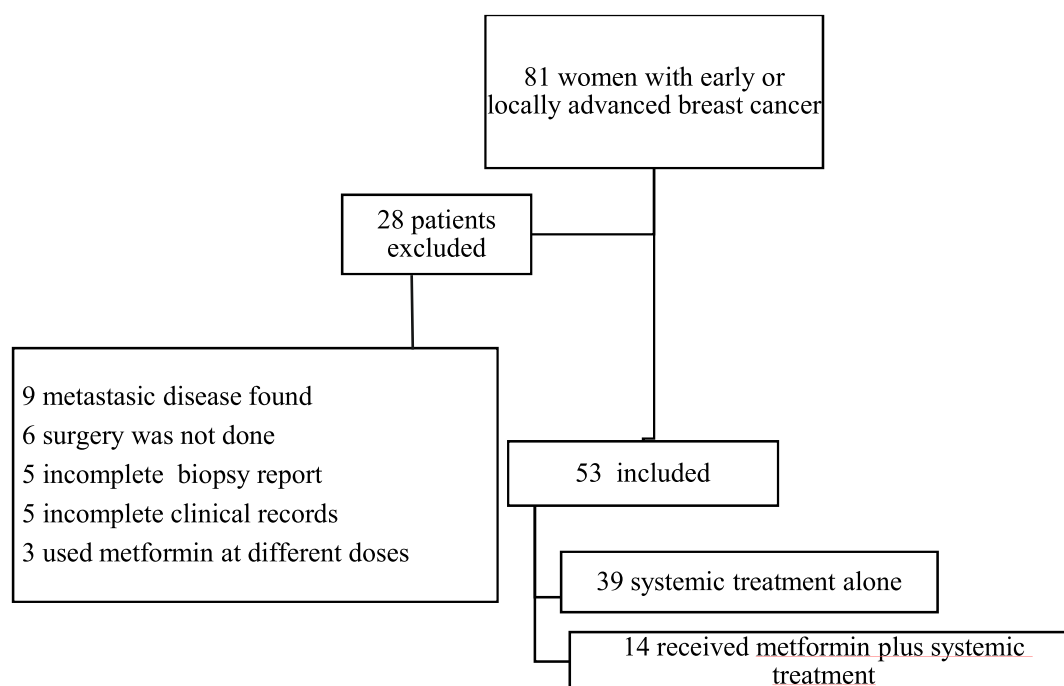 81 women with early or
locally advanced breast cancer
28 patients
excluded
9 metastasic disease found
6 surgery was not done
5 incomplete  biopsy report
5 incomplete clinical records
3 used metformin at different doses
53  included
39 systemic treatment alone
14 received metformin plus systemic
treatment